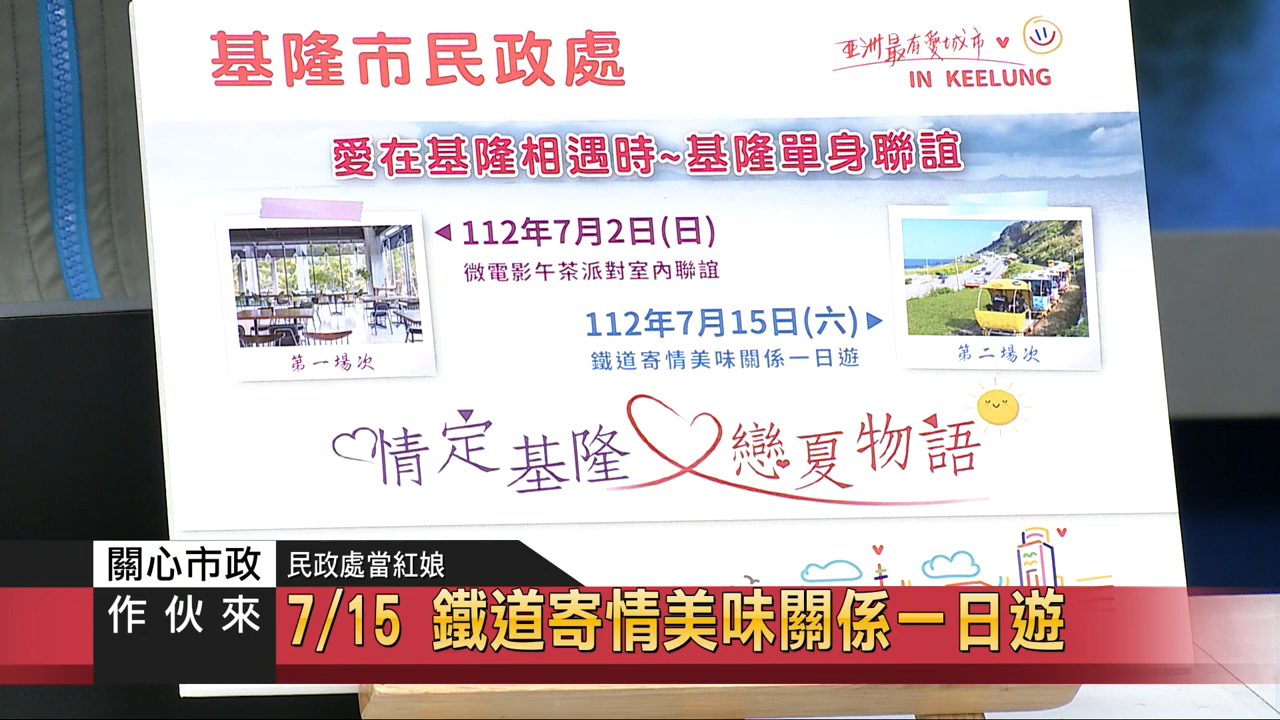 基隆市民政處
亞洲最有愛城市
IN KEELUNG
愛在基隆相遇時~基隆單身聯誼
112年7月2日(日)
微電影午茶派對室內聯誼
第一場次
112年7月15日(六)
鐵道寄情美味關係一日遊
第二場次
情定基隆 戀夏物語
關心市政
作伙來
民政處當紅娘
7/15 鐵道寄情美味關係一日遊